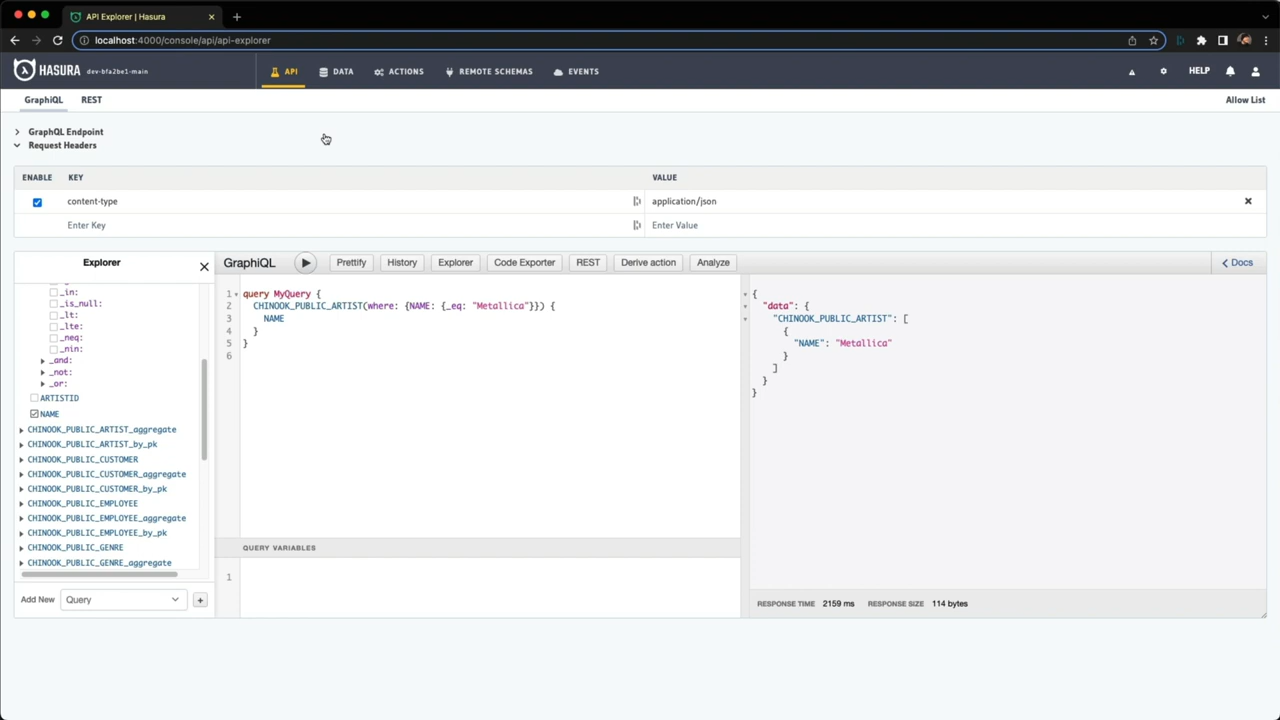 API Explorer | Hasura
localhost:4000/console/api/api-explorer
HASURA dev-bfa2be1-main API DATA ACTIONS REMOTE SCHEMAS EVENTS HELP
GraphiQL REST Allow List
GraphQL Endpoint
Request Headers
ENABLE KEY VALUE
content-type application/json
Enter Key Enter Value
Explorer GraphiQL Prettify History Explorer Code Exporter REST Derive action Analyze Docs
_in:
_is_null:
_lt:
_lte:
_neq:
_nin:
_and:
_not:
_or:
ARTISTID
NAME
CHINOOK_PUBLIC_ARTIST_aggregate
CHINOOK_PUBLIC_ARTIST_by_pk
CHINOOK_PUBLIC_CUSTOMER
CHINOOK_PUBLIC_CUSTOMER_aggregate
CHINOOK_PUBLIC_CUSTOMER_by_pk
CHINOOK_PUBLIC_EMPLOYEE
CHINOOK_PUBLIC_EMPLOYEE_aggregate
CHINOOK_PUBLIC_EMPLOYEE_by_pk
CHINOOK_PUBLIC_GENRE
CHINOOK_PUBLIC_GENRE_aggregate
Add New Query +
1 query MyQuery {
2 CHINOOK_PUBLIC_ARTIST(where: {NAME: {_eq: "Metallica"}}) {
3 NAME
4 }
5 }
6
QUERY VARIABLES
1
{
"data": {
"CHINOOK_PUBLIC_ARTIST": [
{
"NAME": "Metallica"
}
]
}
}
RESPONSE TIME 2159 ms RESPONSE SIZE 114 bytes